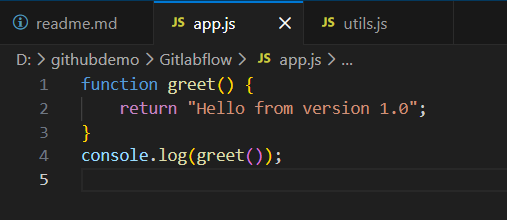 readme.md JS app.js × JS utils.js
D: > githubdemo > Gitlabflow > JS app.js > ...
1 function greet() {
2     return "Hello from version 1.0";
3 }
4 console.log(greet());
5